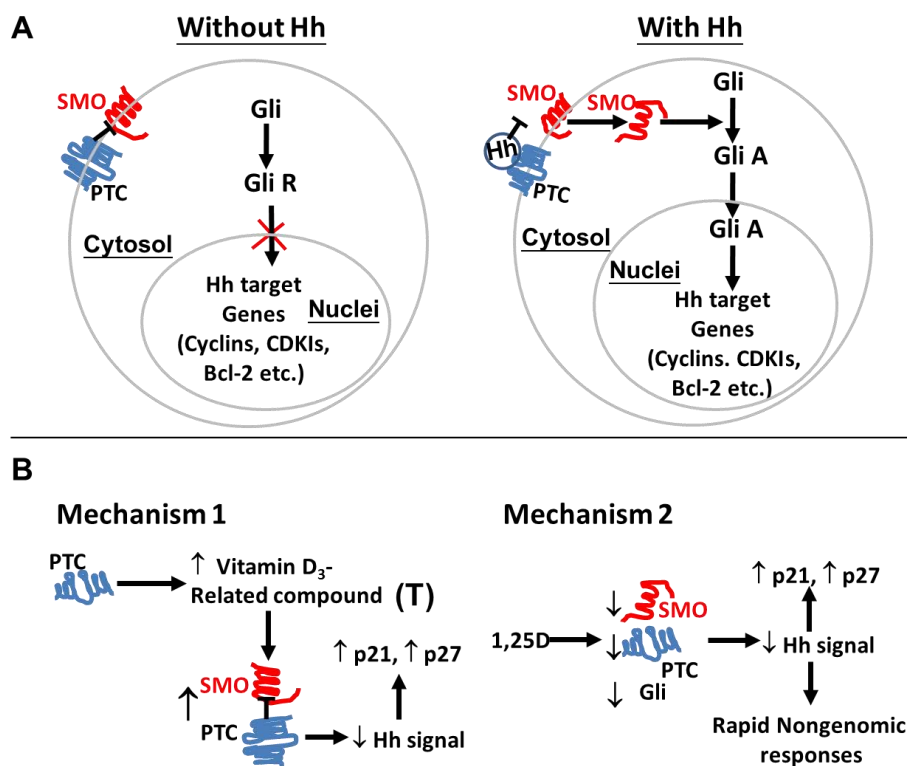 A
Without Hh
SMO
PTC
Gli
Gli R
Cytosol
Hh target
Genes
Nuclei
(Cyclins, CDKIs,
Bcl-2 etc.)
With Hh
SMO
SMO
Gli
Hh
PTC
Gli A
Gli A
Cytosol
Nuclei
Hh target
Genes
(Cyclins. CDKIs,
Bcl-2 etc.)
B
Mechanism 1
PTC
↑ Vitamin D₃-
Related compound (T)
↑ p21, ↑ p27
↑ SMO
PTC
↓ Hh signal
Mechanism 2
↑ p21, ↑ p27
↓ SMO
1,25D
↓ PTC
↓ Hh signal
↓ Gli
Rapid Nongenomic
responses